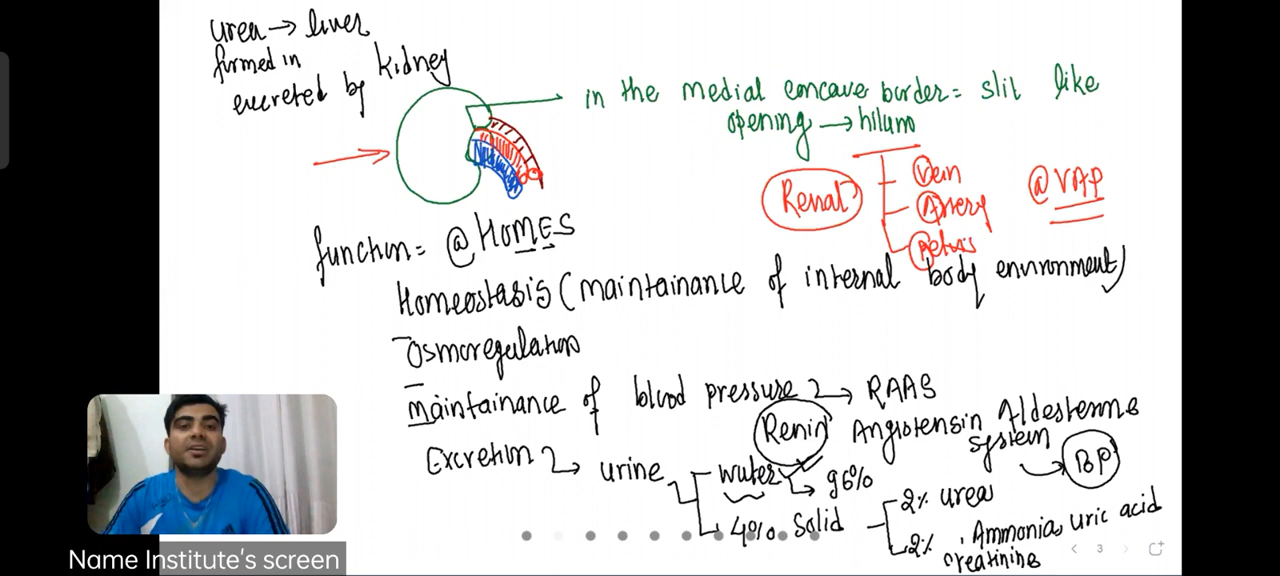 urea → liver
formed in
excreted by kidney
in the medial concave border = slit like
opening → hilum
Renal
Vein
Artery
Pelvis
@ VAP
function = @ HOMES
Homeostasis (maintainance of internal body environment)
Osmoregulation
Maintainance of blood pressure → RAAS
Renin Angiotensin Aldesterone
system → BP
Excretion → urine
water → 96%
4% solid
2% urea
2% Ammonia, uric acid
creatinine
3
Name Institute's screen